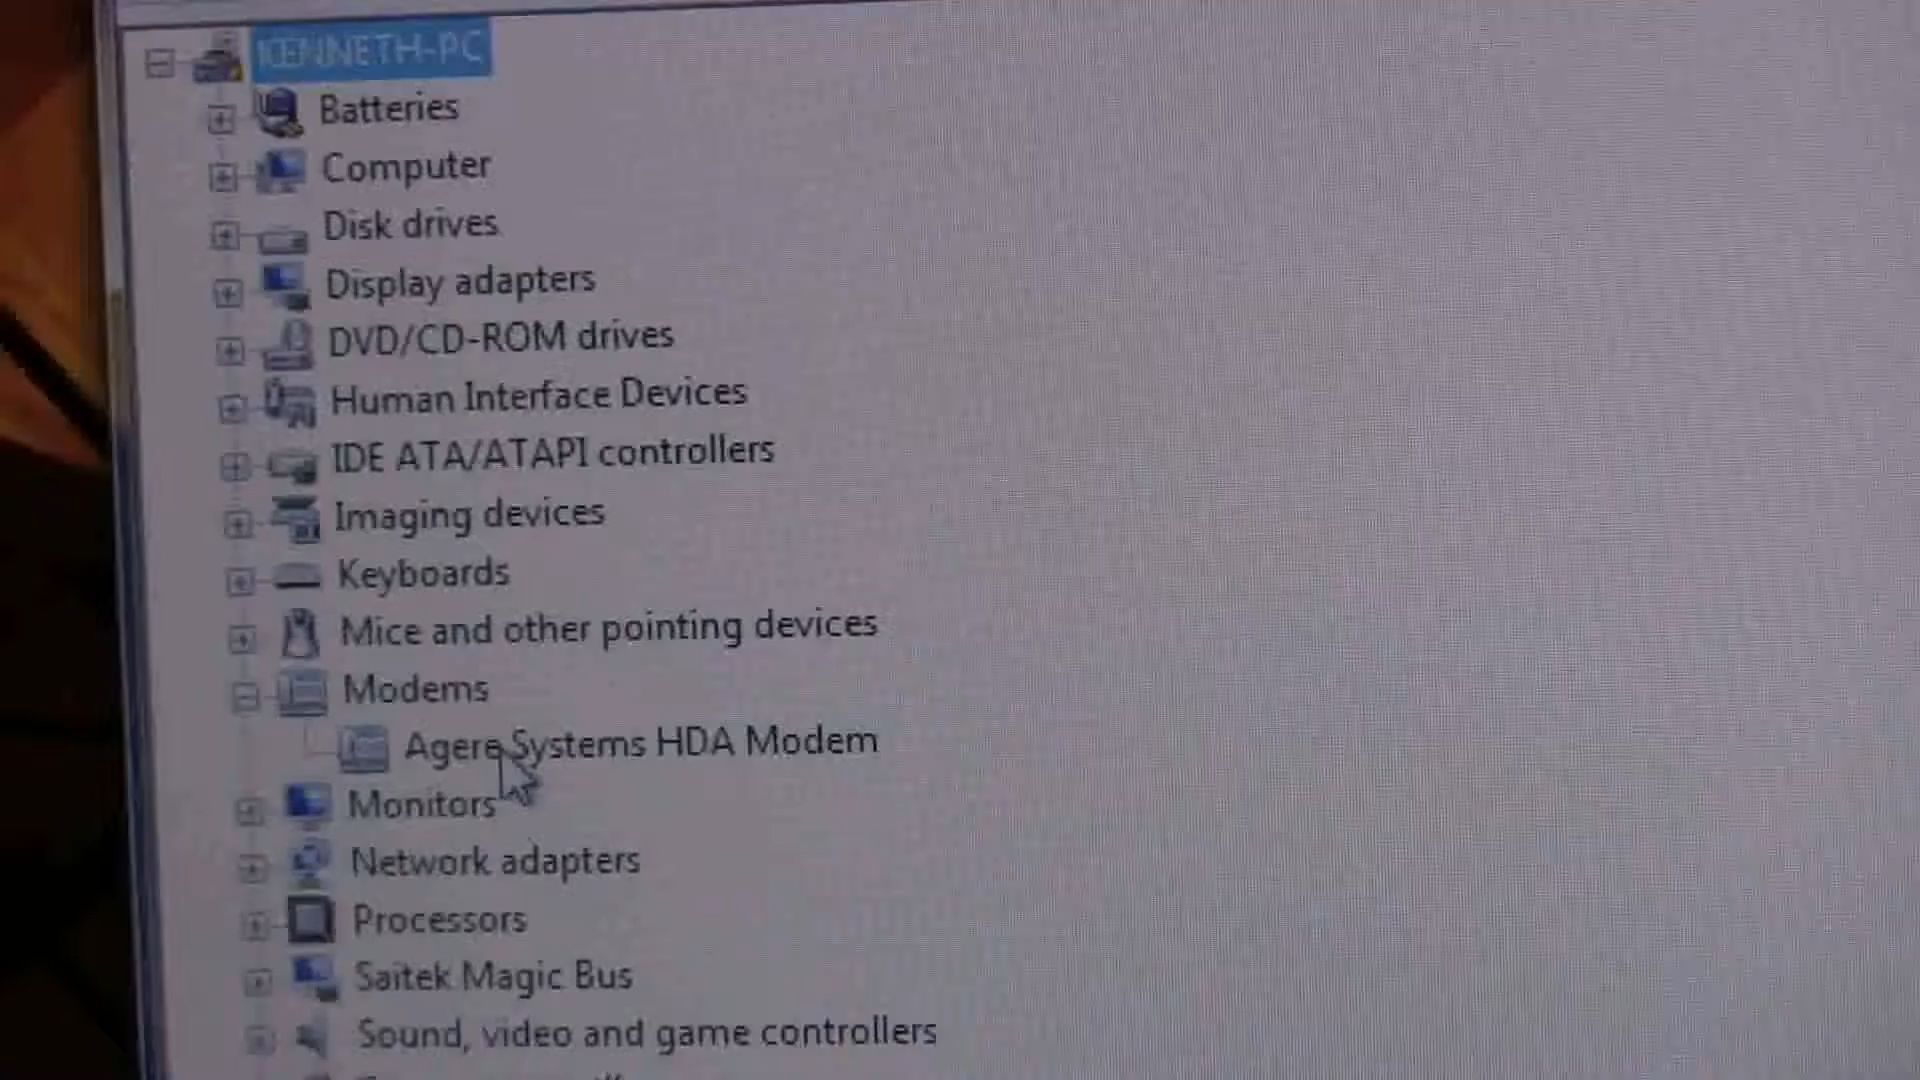 KENNETH-PC
Batteries
Computer
Disk drives
Display adapters
DVD/CD-ROM drives
Human Interface Devices
IDE ATA/ATAPI controllers
Imaging devices
Keyboards
Mice and other pointing devices
Modems
Agere Systems HDA Modem
Monitors
Network adapters
Processors
Saitek Magic Bus
Sound, video and game controllers